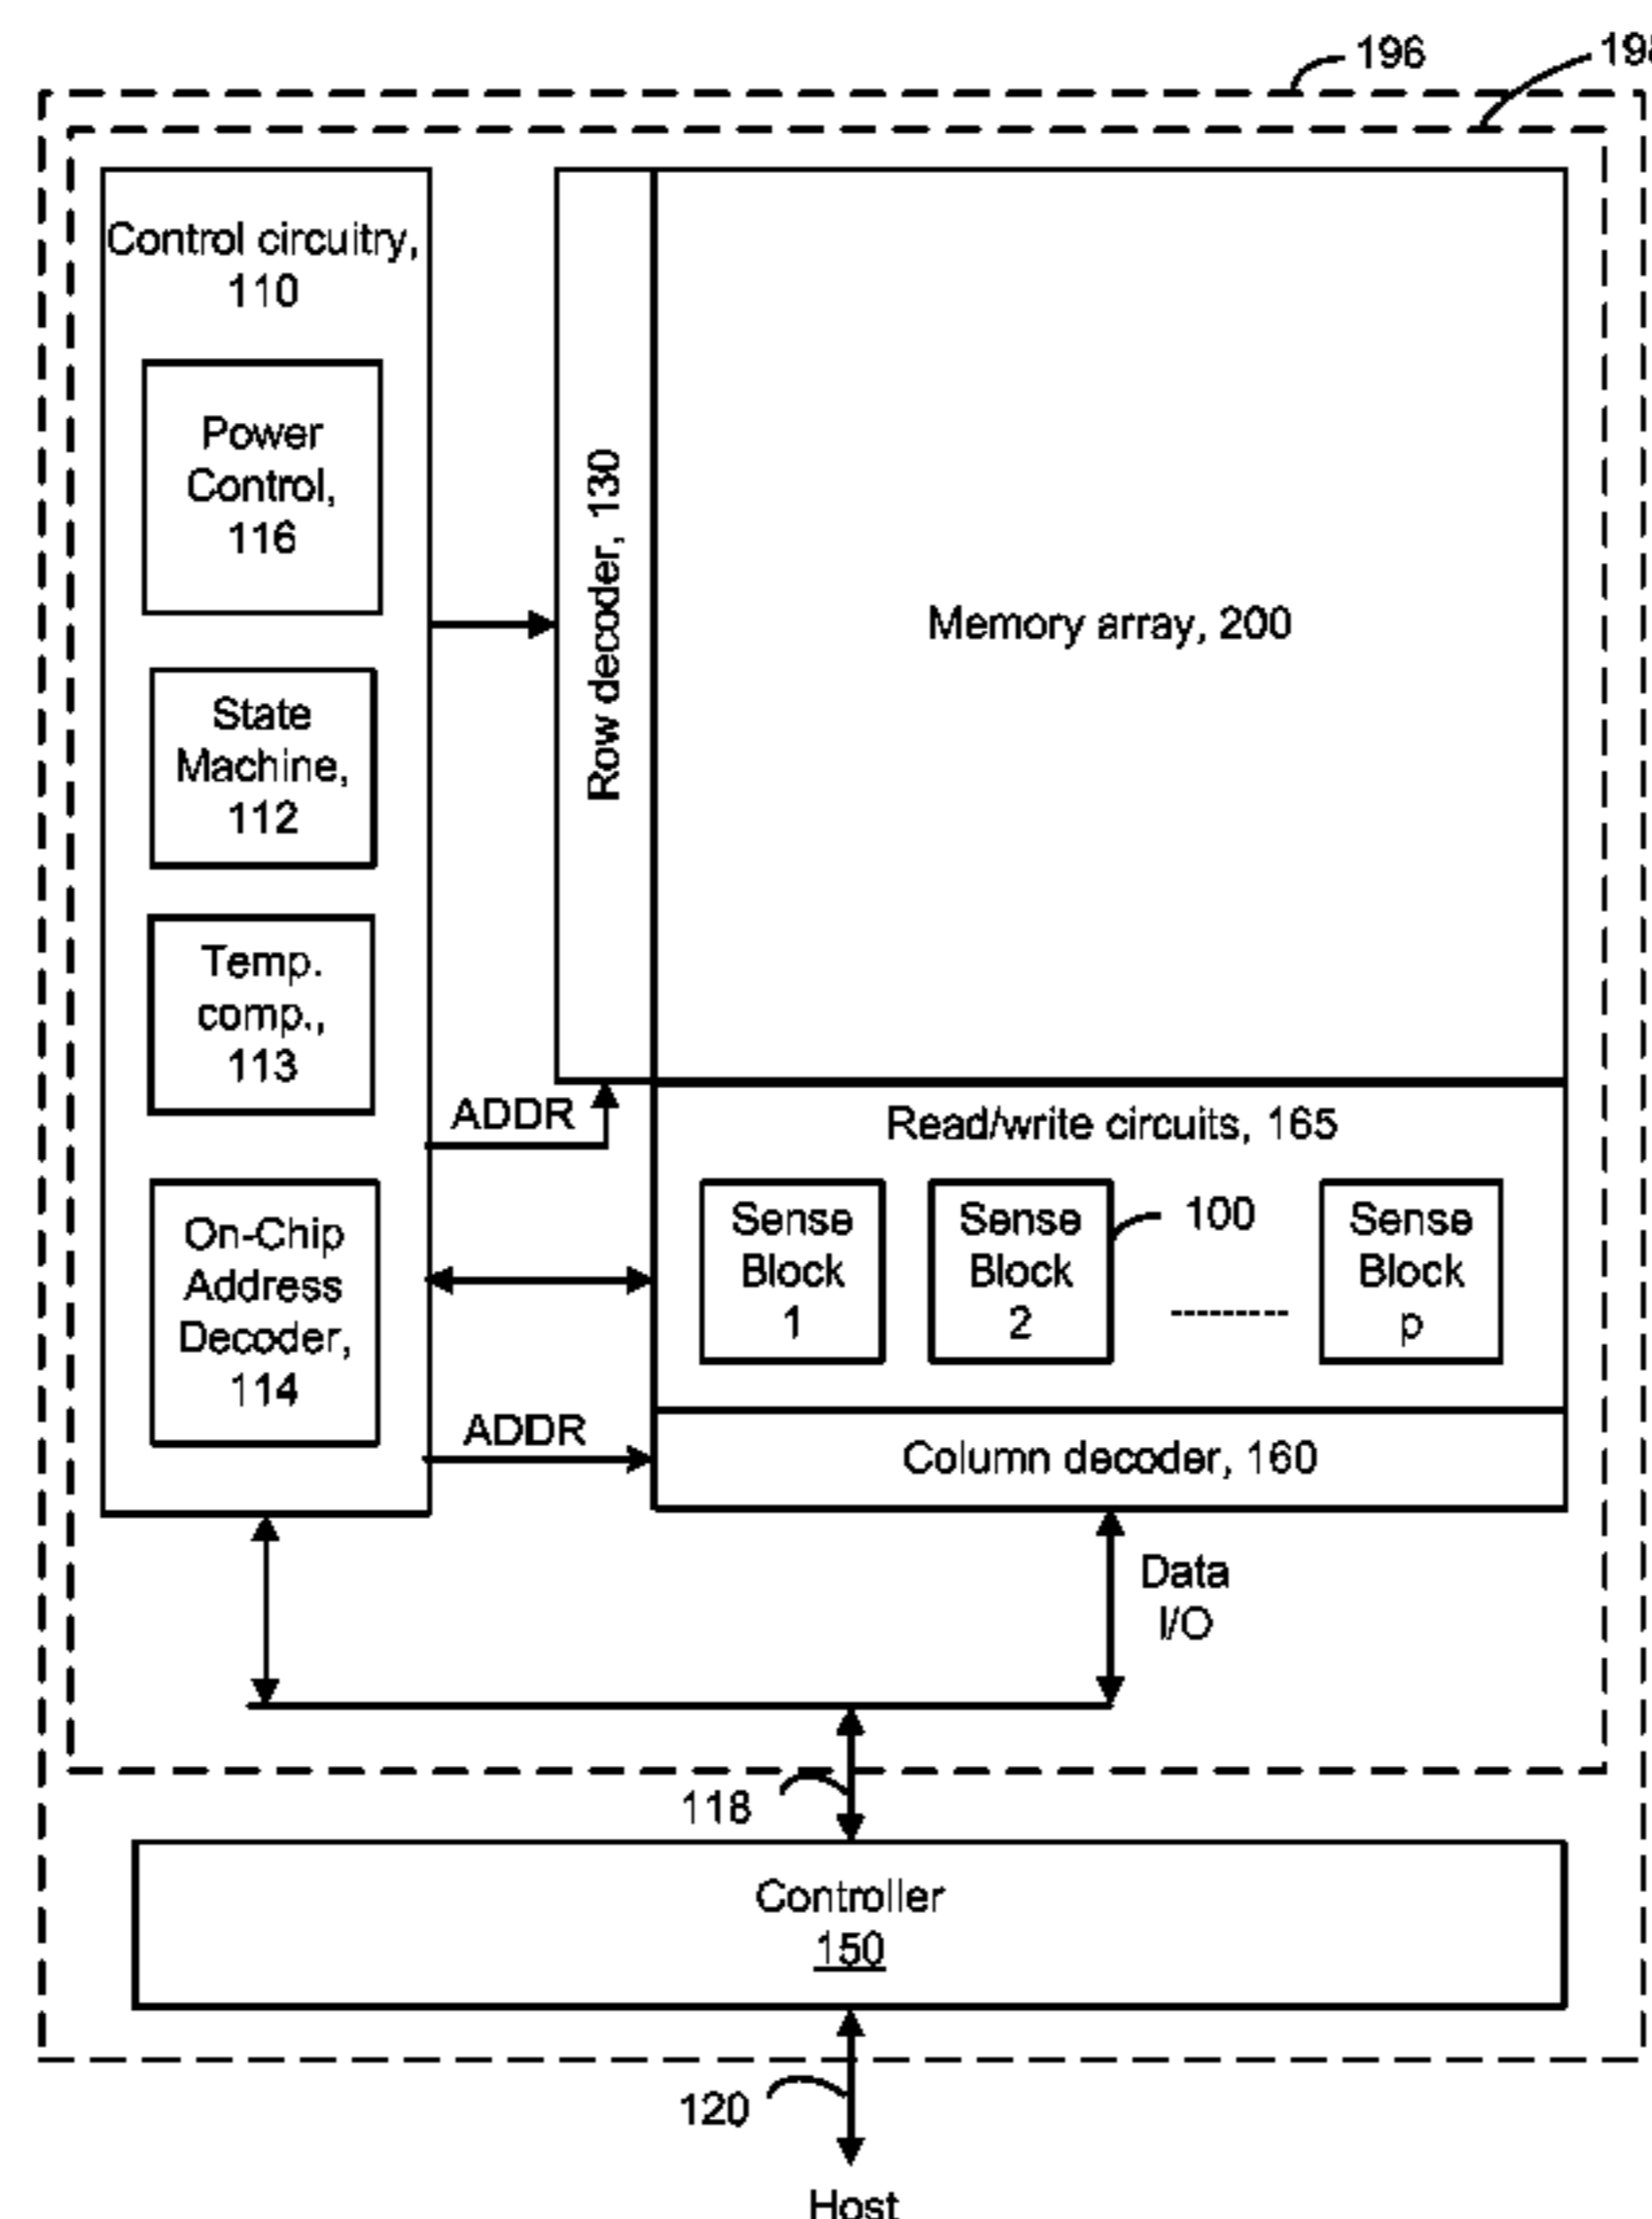 196
Control circuitry,
110
Power
Control,
116
State
Machine,
112
Temp.
comp.,
113
On-Chip
Address
Decoder,
114
Row decoder, 130
Memory array, 200
ADDR
Read/write circuits, 165
Sense
Block
1
Sense
Block
2
100
---------
Sense
Block
p
ADDR
Column decoder, 160
Data
I/O
118
Controller
150
120
Host